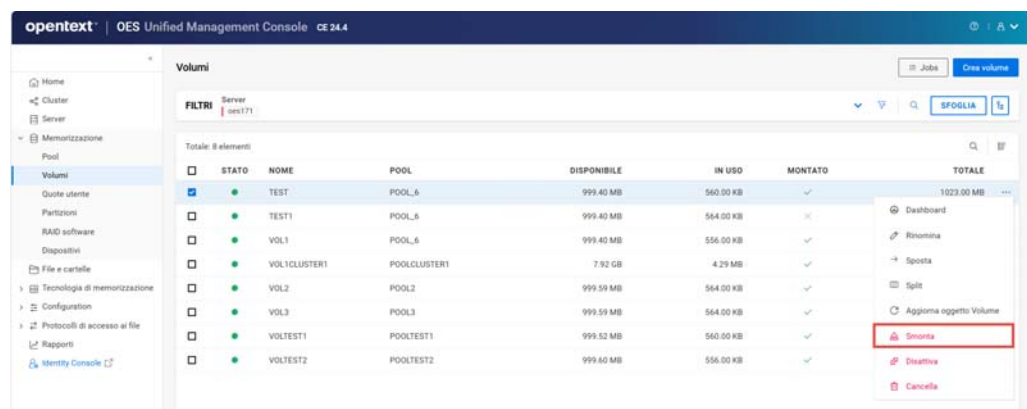 opentext™ | OES Unified Management Console CE 24.4
Volumi
Jobs
Crea volume
FILTRI
Server
oes171
SFOGLIA
Home
Cluster
Server
Memorizzazione
Pool
Volumi
Quote utente
Partizioni
RAID software
Dispositivi
File e cartelle
Tecnologia di memorizzazione
Configuration
Protocolli di accesso ai file
Rapporti
Identity Console
Totale: 8 elementi
STATO NOME POOL DISPONIBILE IN USO MONTATO TOTALE
TEST POOL_6 999.40 MB 560.00 KB 1023.00 MB
TEST1 POOL_6 999.40 MB 564.00 KB
VOL1 POOL_6 999.40 MB 556.00 KB
VOL1CLUSTER1 POOLCLUSTER1 7.92 GB 4.29 MB
VOL2 POOL2 999.59 MB 564.00 KB
VOL3 POOL3 999.59 MB 564.00 KB
VOLTEST1 POOLTEST1 999.52 MB 560.00 KB
VOLTEST2 POOLTEST2 999.60 MB 556.00 KB
Dashboard
Rinomina
Sposta
Split
Aggiorna oggetto Volume
Smonta
Disattiva
Cancella